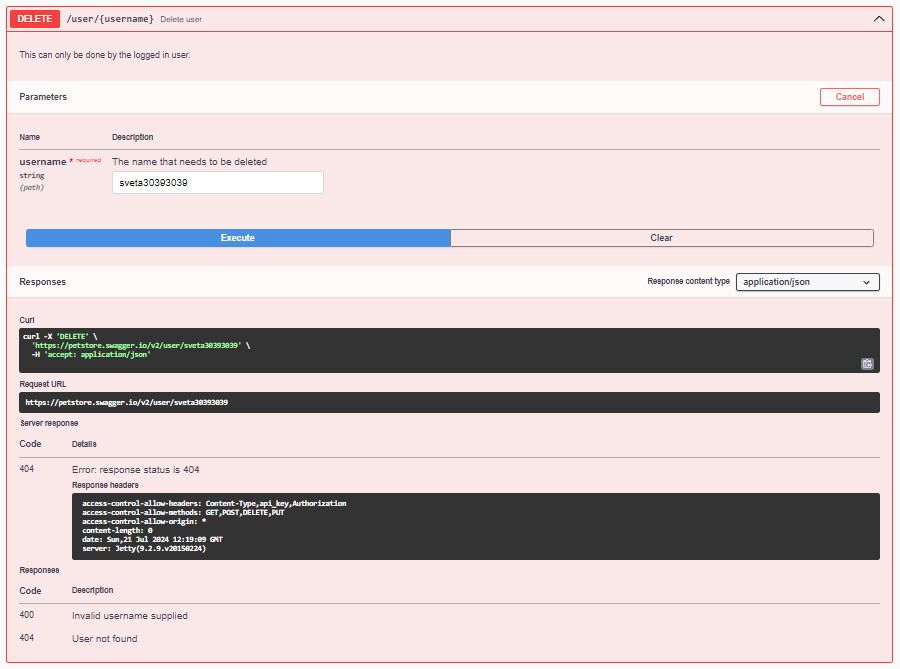 DELETE /user/{username} Delete user
This can only be done by the logged in user.
Parameters
Cancel
Name Description
username * required The name that needs to be deleted
string
(path)
sveta30393039
Execute Clear
Responses Response content type application/json
Curl
curl -X 'DELETE' \
'https://petstore.swagger.io/v2/user/sveta30393039' \
-H 'accept: application/json'
Request URL
https://petstore.swagger.io/v2/user/sveta30393039
Server response
Code Details
404 Error: response status is 404
Response headers
access-control-allow-headers: Content-Type,api_key,Authorization
access-control-allow-methods: GET,POST,DELETE,PUT
access-control-allow-origin: *
content-length: 0
date: Sun,21 Jul 2024 12:19:09 GMT
server: Jetty(9.2.9.v20150224)
Responses
Code Description
400 Invalid username supplied
404 User not found